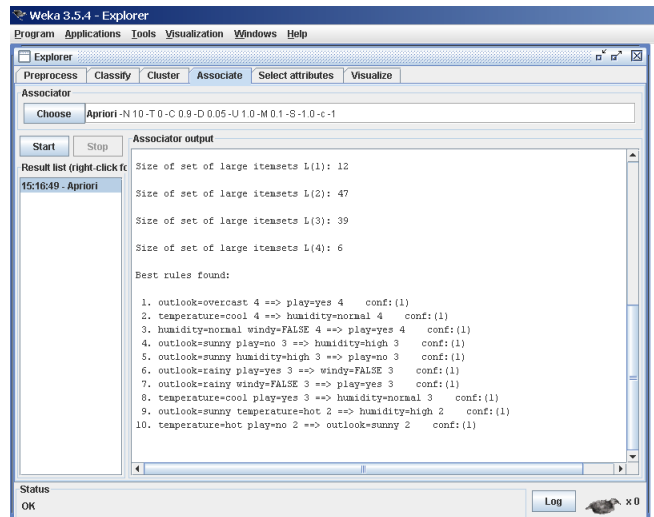 Weka 3.5.4 - Explorer
Program Applications Tools Visualization Windows Help
Explorer
Preprocess Classify Cluster Associate Select attributes Visualize
Associator
Choose Apriori -N 10 -T 0 -C 0.9 -D 0.05 -U 1.0 -M 0.1 -S -1.0 -c -1
Start Stop
Result list (right-click fo
15:16:49 - Apriori
Associator output
Size of set of large itemsets L(1): 12
Size of set of large itemsets L(2): 47
Size of set of large itemsets L(3): 39
Size of set of large itemsets L(4): 6
Best rules found:
1. outlook=overcast 4 ==> play=yes 4 conf:(1)
2. temperature=cool 4 ==> humidity=normal 4 conf:(1)
3. humidity=normal windy=FALSE 4 ==> play=yes 4 conf:(1)
4. outlook=sunny play=no 3 ==> humidity=high 3 conf:(1)
5. outlook=sunny humidity=high 3 ==> play=no 3 conf:(1)
6. outlook=rainy play=yes 3 ==> windy=FALSE 3 conf:(1)
7. outlook=rainy windy=FALSE 3 ==> play=yes 3 conf:(1)
8. temperature=cool play=yes 3 ==> humidity=normal 3 conf:(1)
9. outlook=sunny temperature=hot 2 ==> humidity=high 2 conf:(1)
10. temperature=hot play=no 2 ==> outlook=sunny 2 conf:(1)
Status
OK
Log x 0